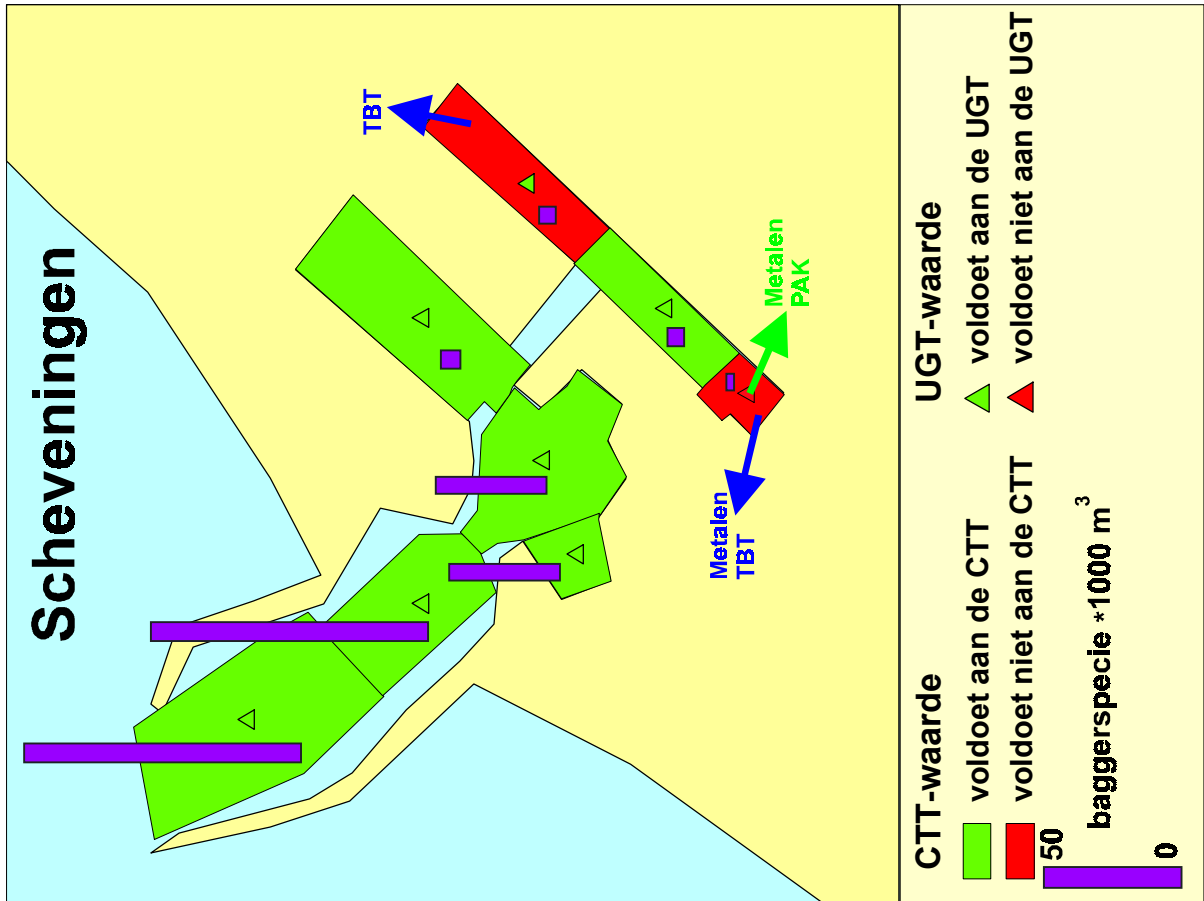 Scheveningen
TBT
Metalen
PAK
Metalen
TBT
CTT-waarde
voldoet aan de CTT
voldoet niet aan de CTT
UGT-waarde
voldoet aan de UGT
voldoet niet aan de UGT
50
0
baggerspecie *1000 m³